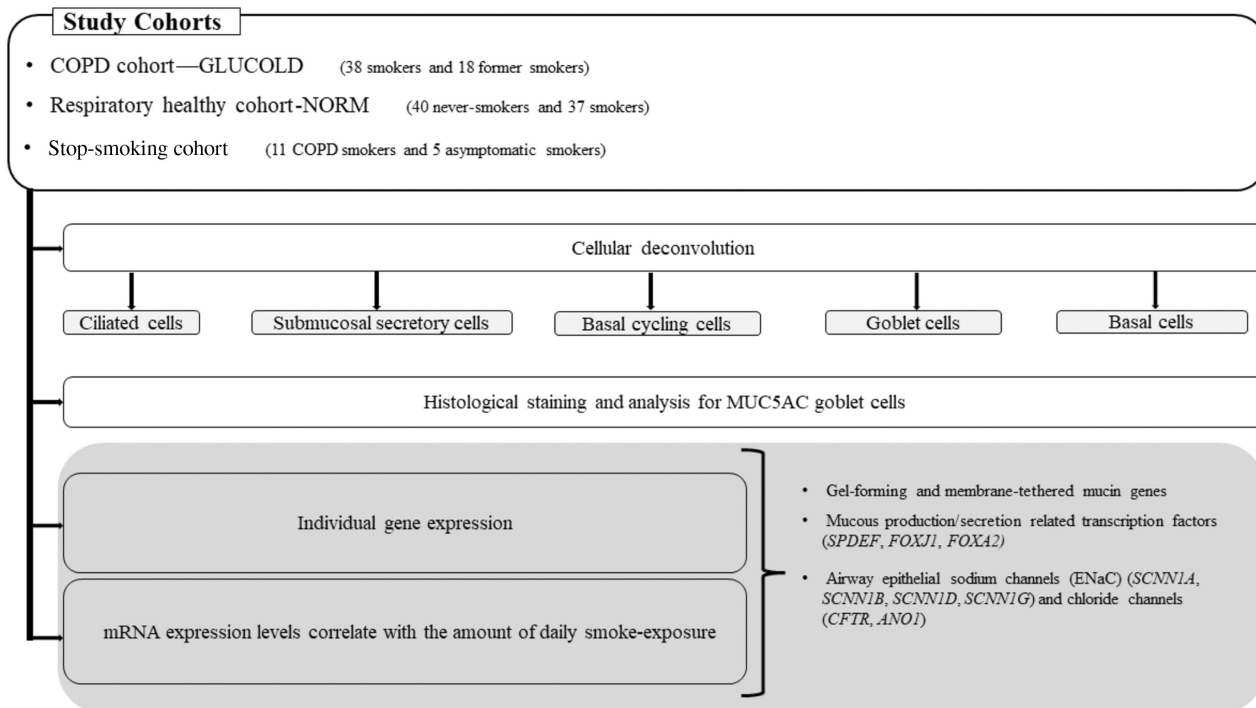 Study Cohorts
• COPD cohort—GLUCOLD (38 smokers and 18 former smokers)
• Respiratory healthy cohort-NORM (40 never-smokers and 37 smokers)
• Stop-smoking cohort (11 COPD smokers and 5 asymptomatic smokers)
Cellular deconvolution
Ciliated cells
Submucosal secretory cells
Basal cycling cells
Goblet cells
Basal cells
Histological staining and analysis for MUC5AC goblet cells
Individual gene expression
mRNA expression levels correlate with the amount of daily smoke-exposure
• Gel-forming and membrane-tethered mucin genes
• Mucous production/secretion related transcription factors
(SPDEF, FOXJ1, FOXA2)
• Airway epithelial sodium channels (ENaC) (SCNN1A,
SCNN1B, SCNN1D, SCNN1G) and chloride channels
(CFTR, ANO1)